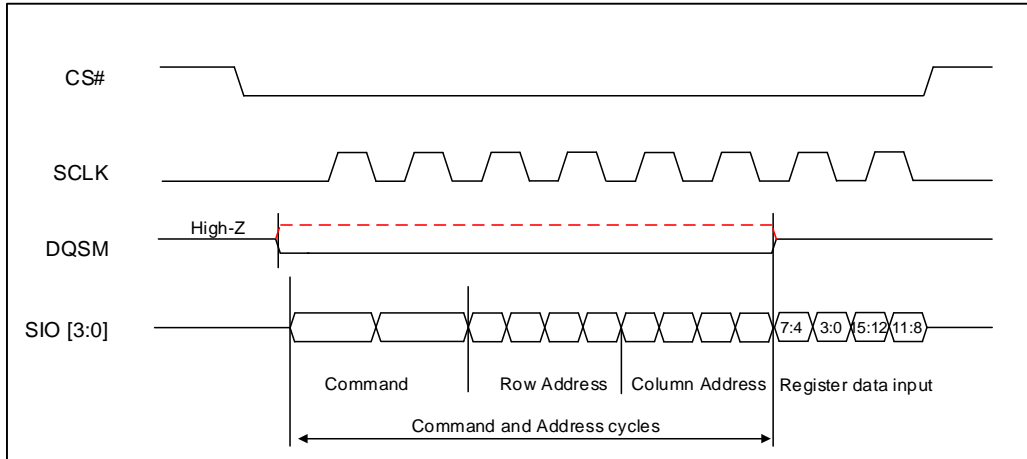 CS#
SCLK
High-Z
DQSM
SIO [3:0]
7:4 3:0 15:12 11:8
Command Row Address Column Address Register data input
Command and Address cycles